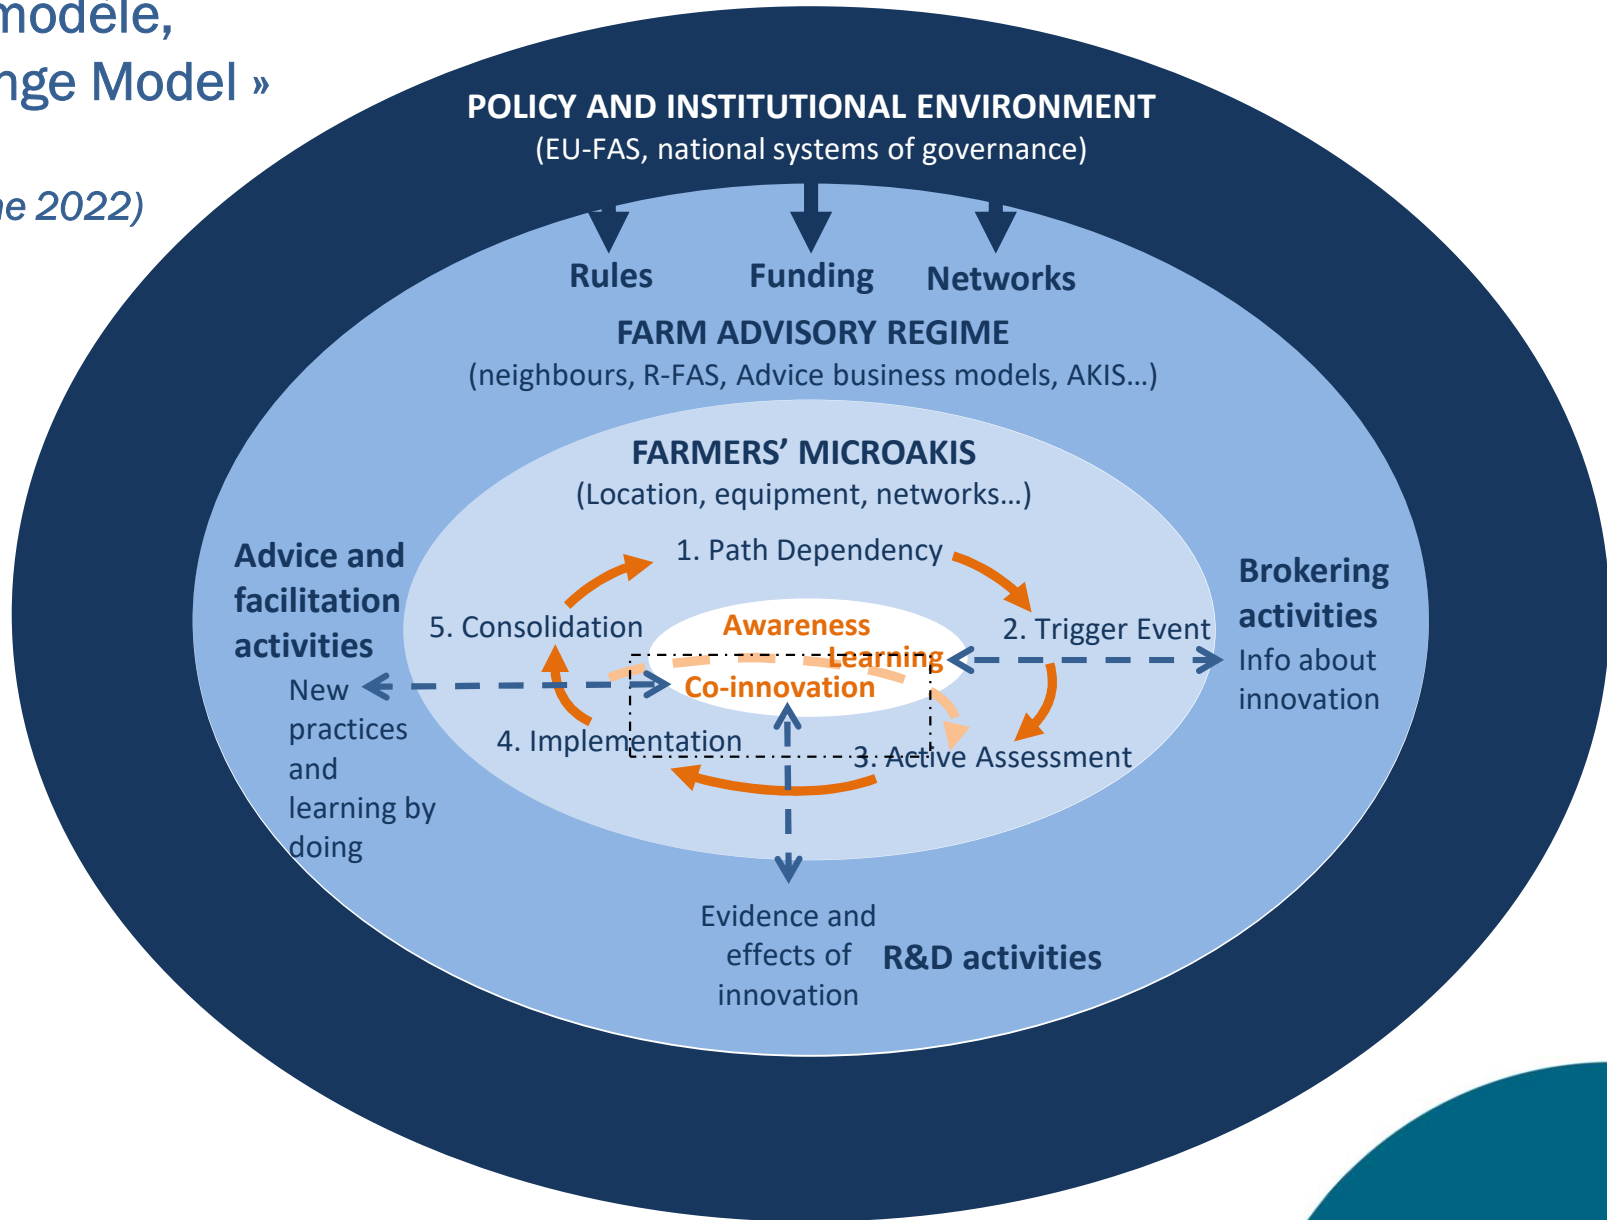 modèle,
nge Model »
ne 2022)
POLICY AND INSTITUTIONAL ENVIRONMENT
(EU-FAS, national systems of governance)
Rules
Funding
Networks
FARM ADVISORY REGIME
(neighbours, R-FAS, Advice business models, AKIS…)
FARMERS’ MICROAKIS
(Location, equipment, networks…)
1. Path Dependency
2. Trigger Event
3. Active Assessment
4. Implementation
5. Consolidation
Awareness
Learning
Co-innovation
Advice and
facilitation
activities
New
practices
and
learning by
doing
Brokering
activities
Info about
innovation
Evidence and
effects of
innovation
R&D activities